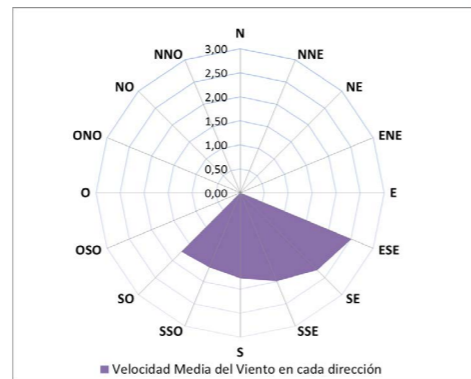 N
NNO
3,00
NNE
2,50
NO
NE
2,00
1,50
ONO
ENE
1,00
0,50
O
0,00
E
OSO
ESE
SO
SE
SSO
SSE
S
Velocidad Media del Viento en cada dirección